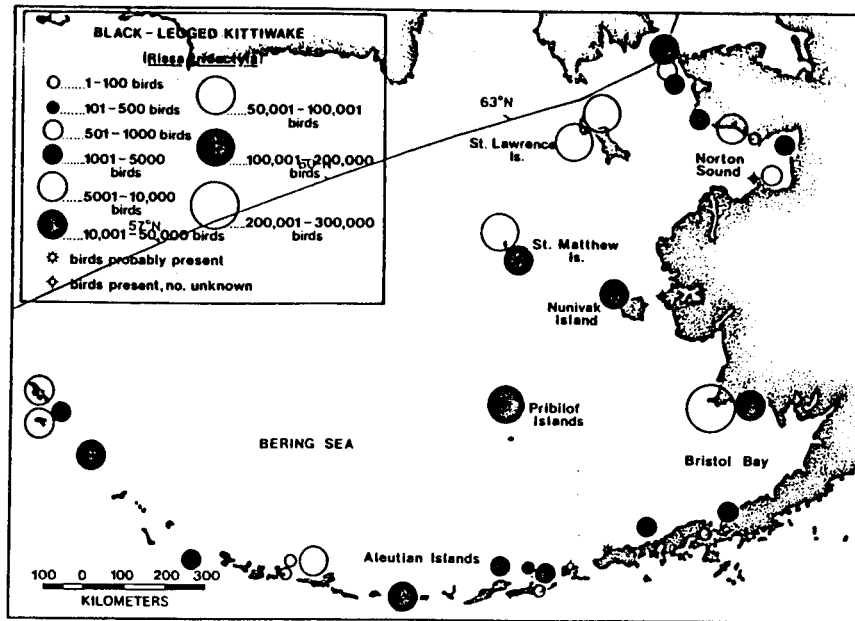 BLACK-LEGGED KITTIWAKE
(Rissa tridactyla)
1-100 birds
101-500 birds
501-1000 birds
1001-5000 birds
5001-10,000 birds
10,001-50,000 birds
50,001-100,001 birds
100,001-200,000 birds
200,001-300,000 birds
birds probably present
birds present, no. unknown
57°N
63°N
St. Lawrence
Is.
Norton
Sound
St. Matthew
Is.
Nunivak
Island
Pribilof
Islands
BERING SEA
Bristol Bay
Aleutian Islands
100 0 100 200 300
KILOMETERS